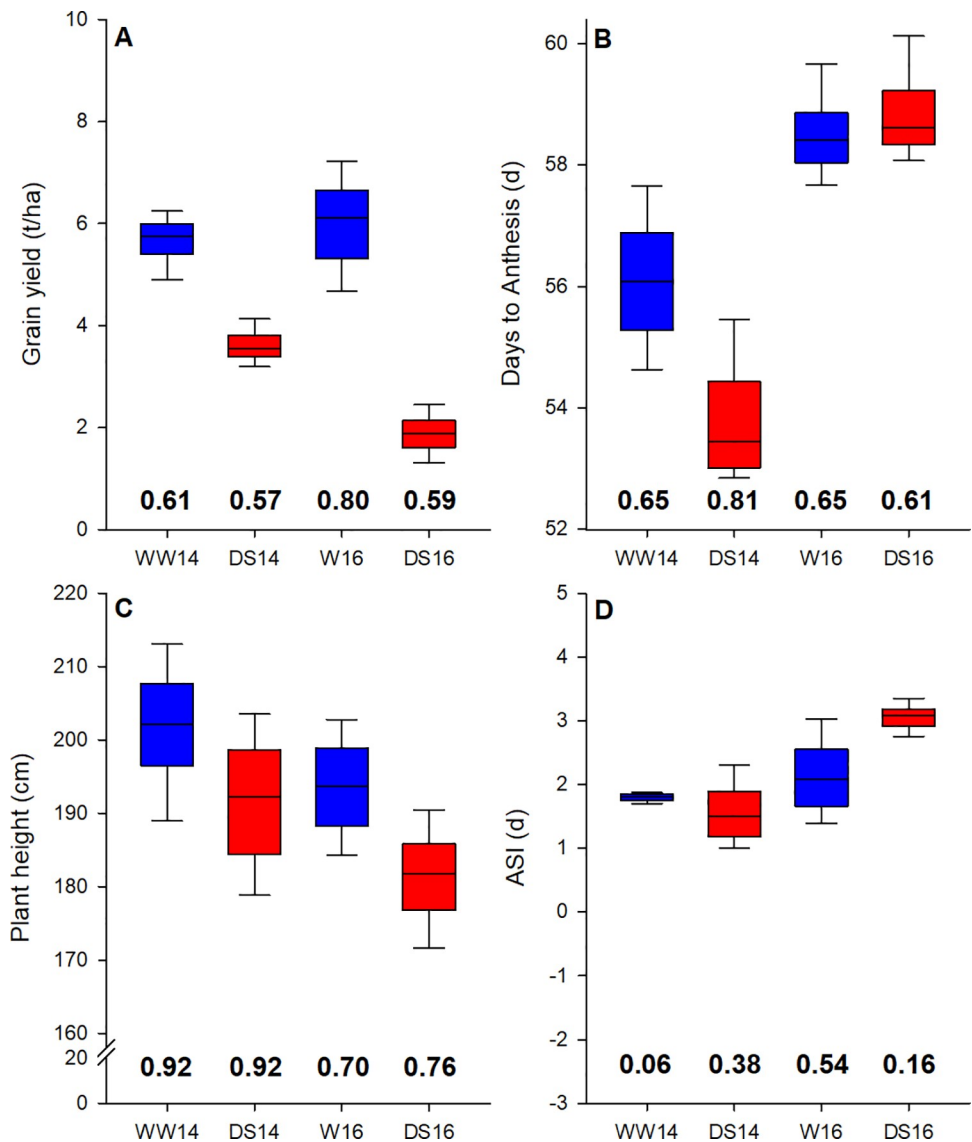 A
10
8
6
4
2
0
Grain yield (t/ha)
0.61 0.57 0.80 0.59
WW14 DS14 W16 DS16
B
60
58
56
54
52
Days to Anthesis (d)
0.65 0.81 0.65 0.61
WW14 DS14 W16 DS16
C
220
210
200
190
180
170
160
20
0
Plant height (cm)
0.92 0.92 0.70 0.76
WW14 DS14 W16 DS16
D
5
4
3
2
1
0
-1
-2
-3
ASI (d)
0.06 0.38 0.54 0.16
WW14 DS14 W16 DS16